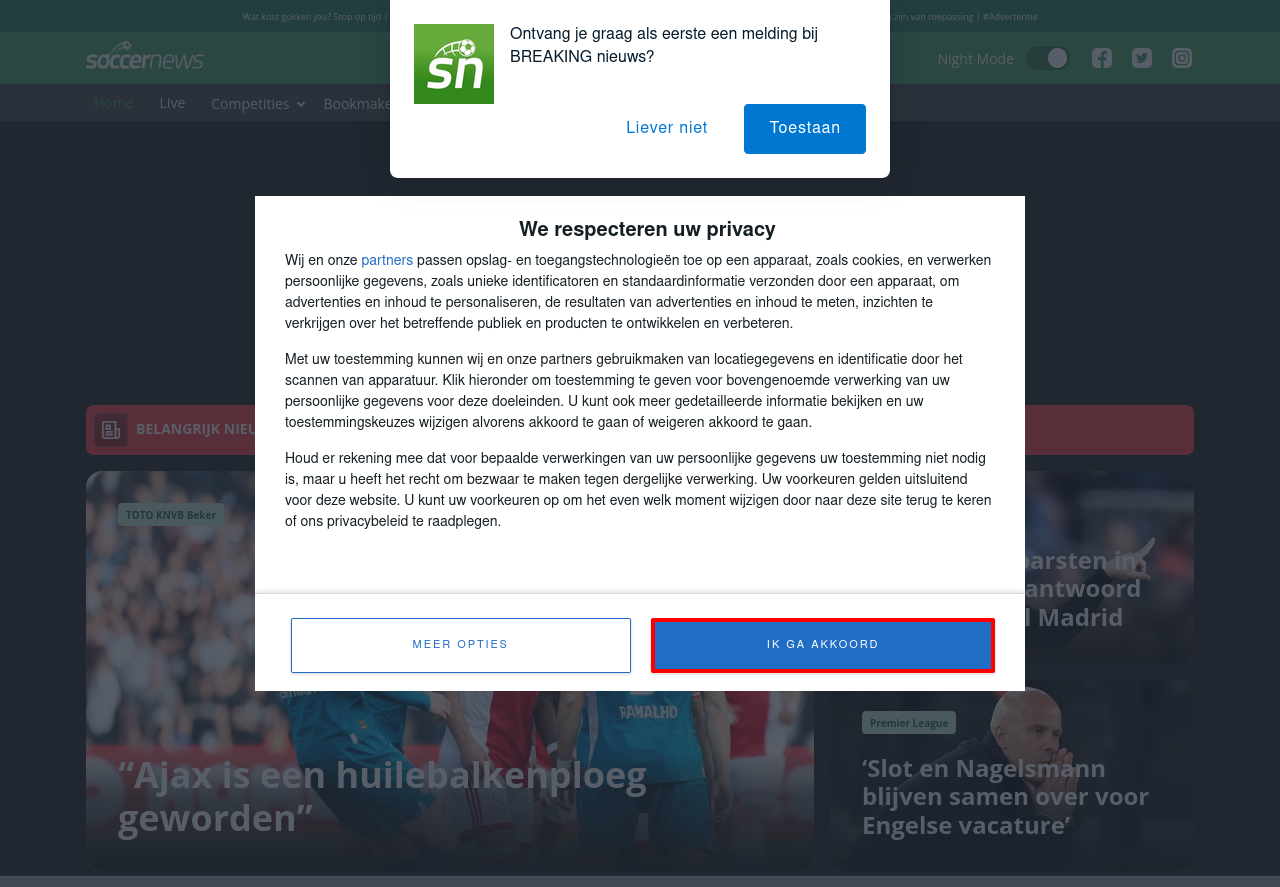 Wat kost gokken jou? Stop op tijd |
zijn van toepassing | #Advertentie
soccernews
Night Mode
Home
Live
Competities
Bookmake
sn
Ontvang je graag als eerste een melding bij
BREAKING nieuws?
Liever niet
Toestaan
We respecteren uw privacy
Wij en onze partners passen opslag- en toegangstechnologieën toe op een apparaat, zoals cookies, en verwerken
persoonlijke gegevens, zoals unieke identificatoren en standaardinformatie verzonden door een apparaat, om
advertenties en inhoud te personaliseren, de resultaten van advertenties en inhoud te meten, inzichten te
verkrijgen over het betreffende publiek en producten te ontwikkelen en verbeteren.
Met uw toestemming kunnen wij en onze partners gebruikmaken van locatiegegevens en identificatie door het
scannen van apparatuur. Klik hieronder om toestemming te geven voor bovengenoemde verwerking van uw
persoonlijke gegevens voor deze doeleinden. U kunt ook meer gedetailleerde informatie bekijken en uw
toestemmingskeuzes wijzigen alvorens akkoord te gaan of weigeren akkoord te gaan.
Houd er rekening mee dat voor bepaalde verwerkingen van uw persoonlijke gegevens uw toestemming niet nodig
is, maar u heeft het recht om bezwaar te maken tegen dergelijke verwerking. Uw voorkeuren gelden uitsluitend
voor deze website. U kunt uw voorkeuren op om het even welk moment wijzigen door naar deze site terug te keren
of ons privacybeleid te raadplegen.
MEER OPTIES
IK GA AKKOORD
BELANGRIJK NIEU
TOTO KNVB Beker
RAMALHO
“Ajax is een huilebalkenploeg
geworden”
barsten in
antwoord
l Madrid
Premier League
‘Slot en Nagelsmann
blijven samen over voor
Engelse vacature’